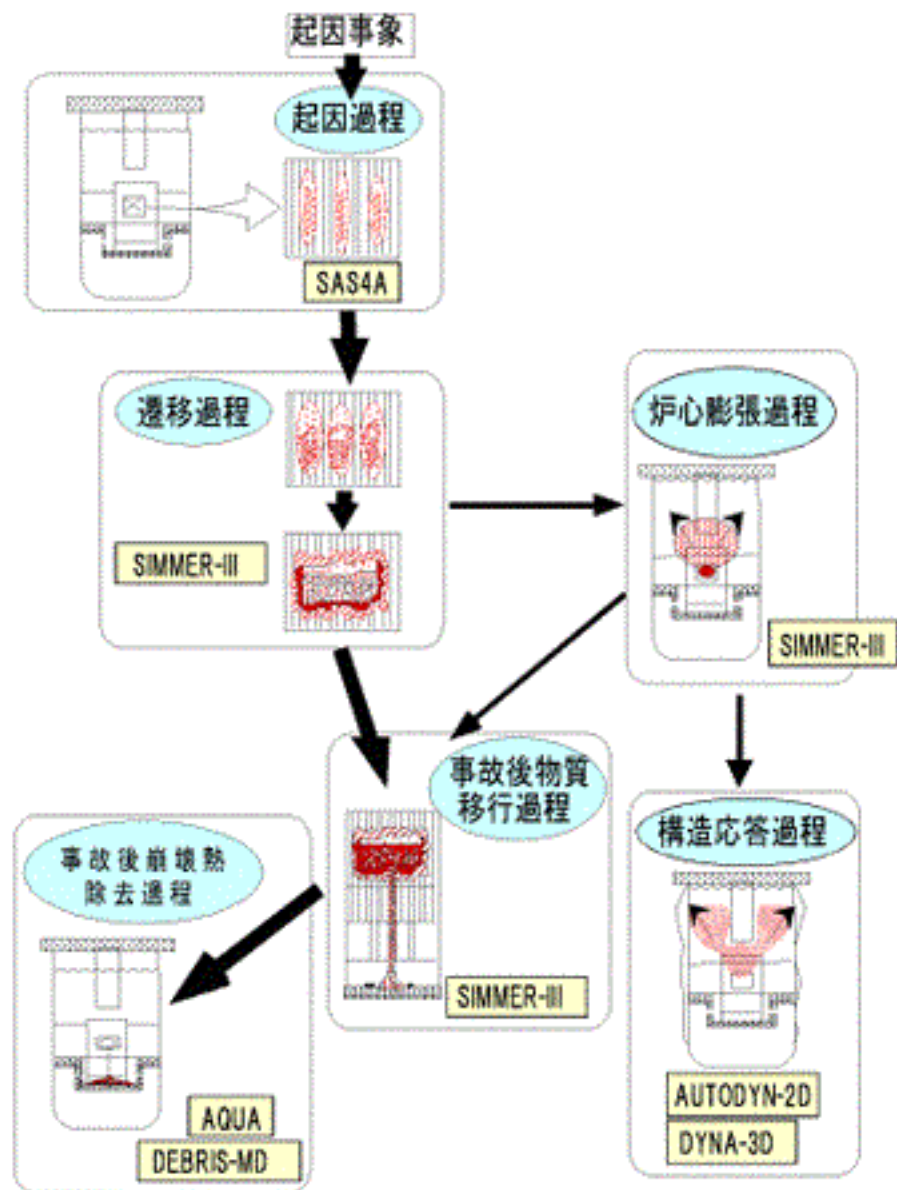 起因事象
起因過程
SAS4A
遷移過程
SIMMER-III
炉心膨張過程
SIMMER-III
事故後物質
移行過程
SIMMER-III
事故後崩壊熱
除去過程
AQUA
DEBRIS-MD
構造応答過程
AUTODYN-2D
DYNA-3D